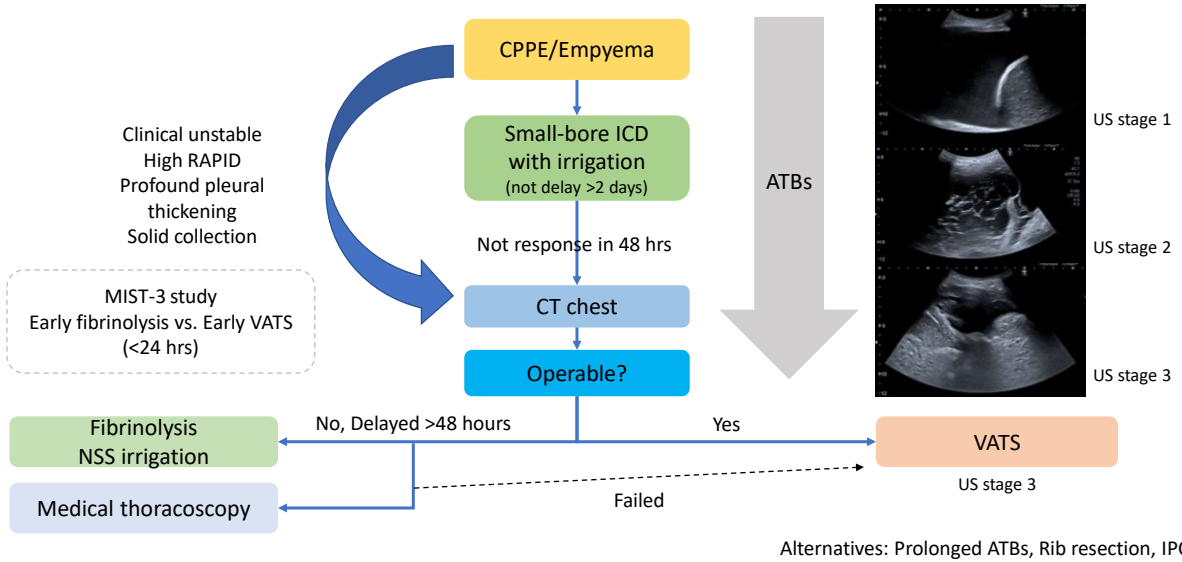 CPPE/Empyema
Small-bore ICD
with irrigation
(not delay >2 days)
Clinical unstable
High RAPID
Profound pleural
thickening
Solid collection
ATBs
US stage 1
US stage 2
US stage 3
Not response in 48 hrs
MIST-3 study
Early fibrinolysis vs. Early VATS
(<24 hrs)
CT chest
Operable?
No, Delayed >48 hours
Yes
Fibrinolysis
NSS irrigation
VATS
US stage 3
Medical thoracoscopy
Failed
Alternatives: Prolonged ATBs, Rib resection,